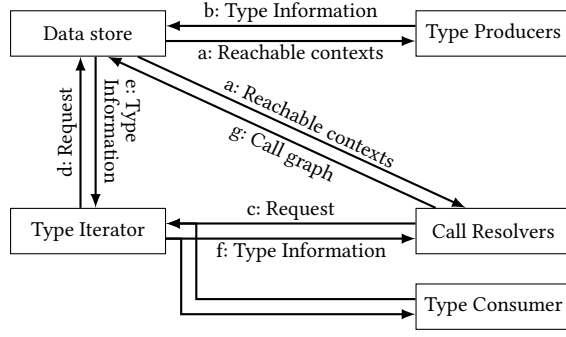 b: Type Information
Data store
Type Producers
a: Reachable contexts
e: Type
Information
d: Request
a: Reachable contexts
g: Call graph
c: Request
Type Iterator
Call Resolvers
f: Type Information
Type Consumer